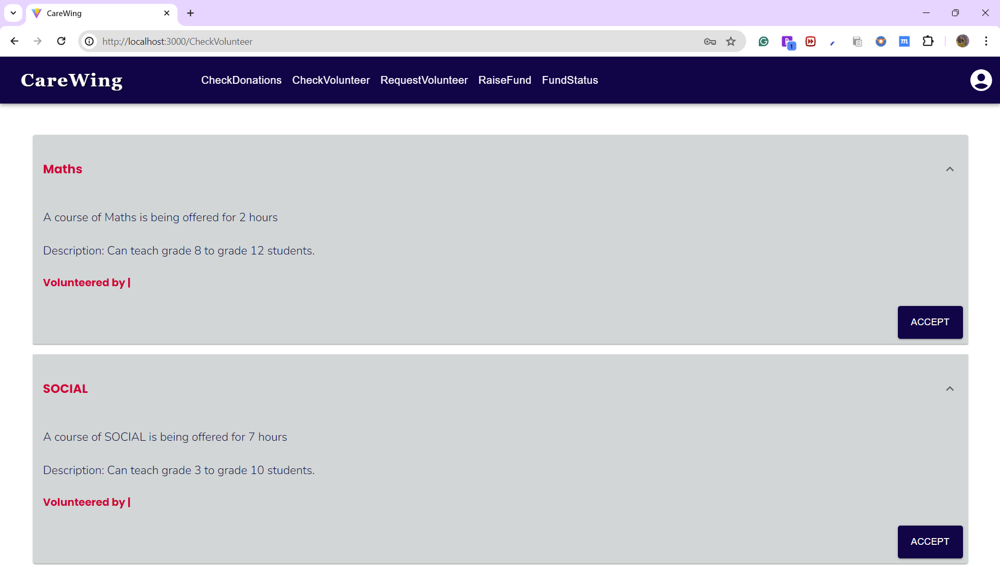 CareWing
http://localhost:3000/CheckVolunteer
1
m
CareWing
CheckDonations CheckVolunteer RequestVolunteer RaiseFund FundStatus
Maths
A course of Maths is being offered for 2 hours
Description: Can teach grade 8 to grade 12 students.
Volunteered by |
ACCEPT
SOCIAL
A course of SOCIAL is being offered for 7 hours
Description: Can teach grade 3 to grade 10 students.
Volunteered by |
ACCEPT